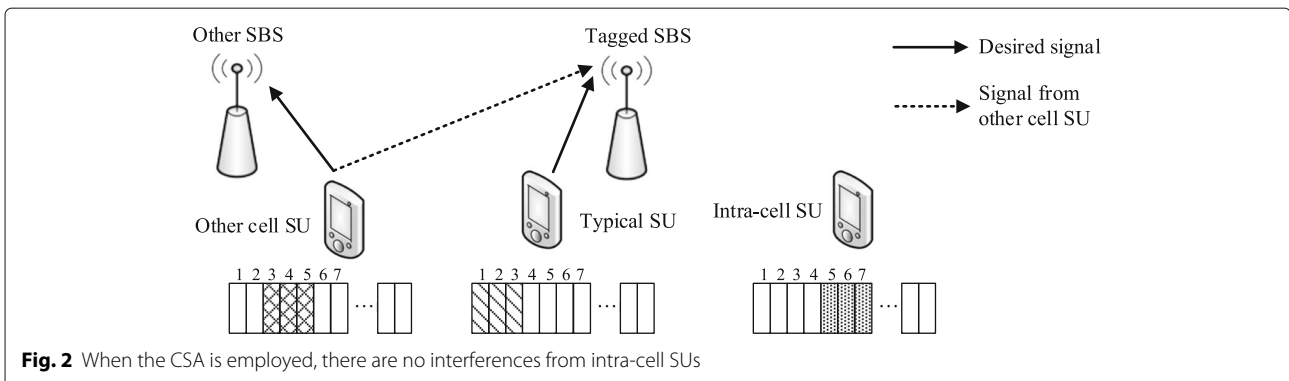 Other SBS
Tagged SBS
Desired signal
Signal from
other cell SU
Other cell SU
Typical SU
Intra-cell SU
1 2 3 4 5 6 7
...
1 2 3 4 5 6 7
...
1 2 3 4 5 6 7
...
Fig. 2 When the CSA is employed, there are no interferences from intra-cell SUs